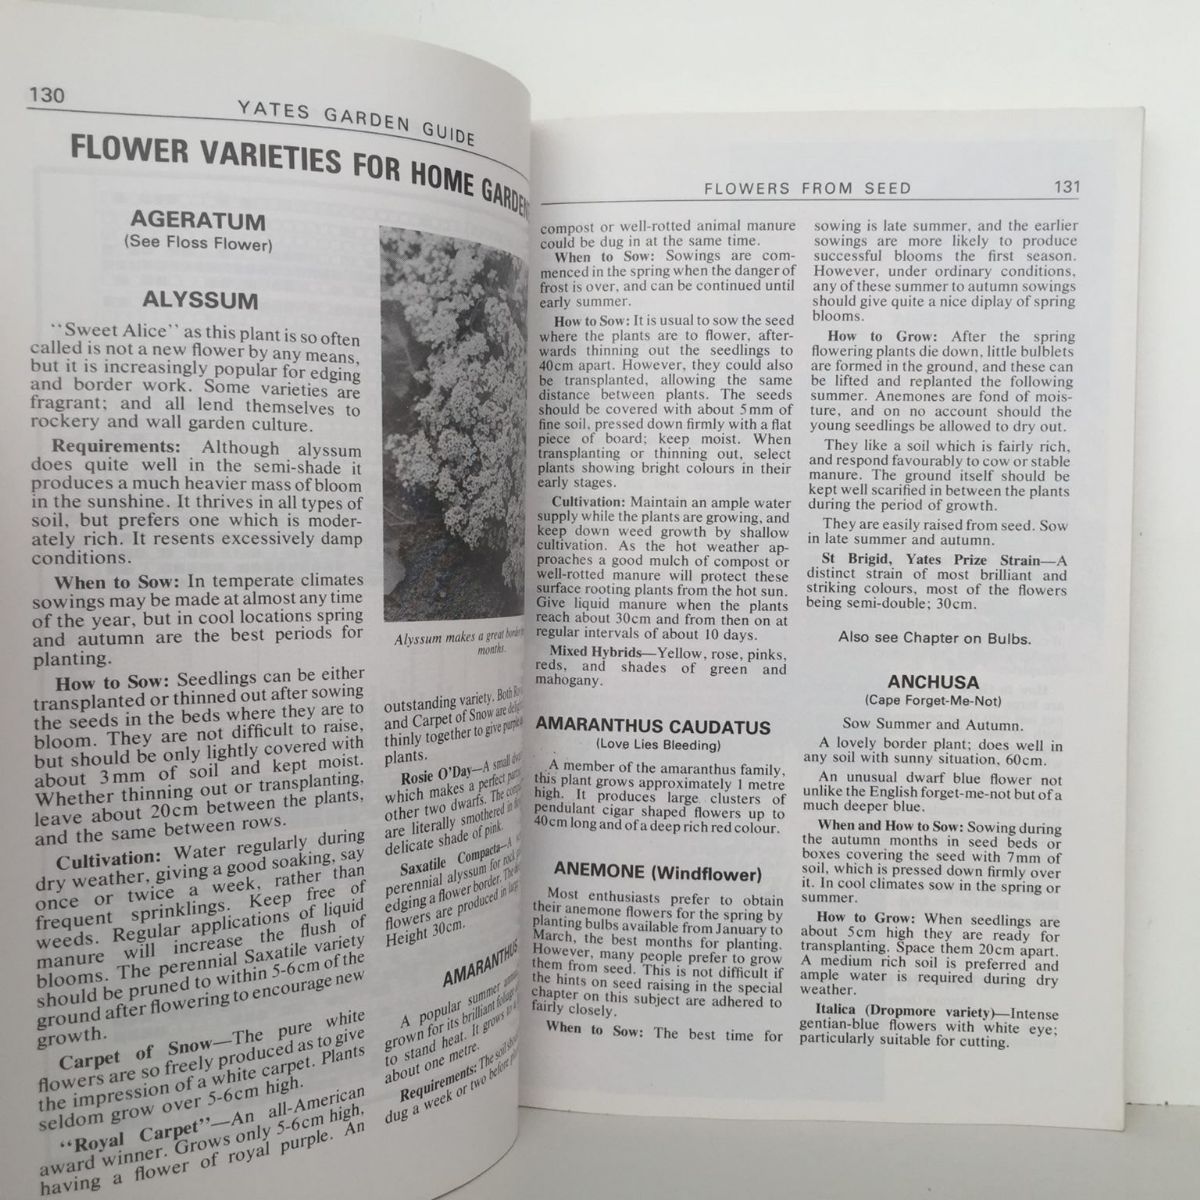 130
YATES GARDEN GUIDE
FLOWER VARIETIES FOR HOME GARDEN
AGERATUM
(See Floss Flower)
ALYSSUM
"Sweet Alice" as this plant is so often
called is not a new flower by any means,
but it is increasingly popular for edging
and border work. Some varieties are
fragrant; and all lend themselves to
rockery and wall garden culture.
Requirements: Although alyssum
does quite well in the semi-shade it
produces a much heavier mass of bloom
in the sunshine. It thrives in all types of
soil, but prefers one which is moder-
ately rich. It resents excessively damp
conditions.
When to Sow: In temperate climates
sowings may be made at almost any time
of the year, but in cool locations spring
and autumn are the best periods for
planting.
How to Sow: Seedlings can be either
transplanted or thinned out after sowing
the seeds in the beds where they are to
bloom. They are not difficult to raise,
but should be only lightly covered with
about 3mm of soil and kept moist.
Whether thinning out or transplanting,
leave about 20cm between the plants,
and the same between rows.
Cultivation: Water regularly during
dry weather, giving a good soaking, say
once or twice a week, rather than
frequent sprinklings. Keep free of
weeds. Regular applications of liquid
manure will increase the flush of
blooms. The perennial Saxatile variety
should be pruned to within 5-6cm of the
ground after flowering to encourage new
growth.
Carpet of Snow—The pure white
flowers are so freely produced as to give
the impression of a white carpet. Plants
seldom grow over 5-6cm high.
"Royal Carpet"—An all-American
award winner. Grows only 5-6cm high,
having a flower of royal purple. An
Alyssum makes a great border
months.
outstanding variety. Both
and Carpet of Snow are
thinly together to give purple
plants.
Rosie O'Day—A small
which makes a perfect
other two dwarfs. The
are literally smothered in
delicate shade of pink.
Saxatile Compacta—A
perennial alyssum for rock
edging a flower border. The
flowers are produced in large
Height 30cm.
AMARANTHUS
A popular summer
grown for its brilliant foliage
to stand heat. It grows to
about one metre.
Requirements: The soil
dug a week or two before
FLOWERS FROM SEED
131
compost or well-rotted animal manure
could be dug in at the same time.
When to Sow: Sowings are com-
menced in the spring when the danger of
frost is over, and can be continued until
early summer.
How to Sow: It is usual to sow the seed
where the plants are to flower, after-
wards thinning out the seedlings to
40cm apart. However, they could also
be transplanted, allowing the same
distance between plants. The seeds
should be covered with about 5mm of
fine soil, pressed down firmly with a flat
piece of board; keep moist. When
transplanting or thinning out, select
plants showing bright colours in their
early stages.
Cultivation: Maintain an ample water
supply while the plants are growing, and
keep down weed growth by shallow
cultivation. As the hot weather ap-
proaches a good mulch of compost or
well-rotted manure will protect these
surface rooting plants from the hot sun.
Give liquid manure when the plants
reach about 30cm and from then on at
regular intervals of about 10 days.
Mixed Hybrids—Yellow, rose, pinks,
reds, and shades of green and
mahogany.
AMARANTHUS CAUDATUS
(Love Lies Bleeding)
A member of the amaranthus family,
this plant grows approximately 1 metre
high. It produces large clusters of
pendulant cigar shaped flowers up to
40cm long and of a deep rich red colour.
ANEMONE (Windflower)
Most enthusiasts prefer to obtain
their anemone flowers for the spring by
planting bulbs available from January to
March, the best months for planting.
However, many people prefer to grow
them from seed. This is not difficult if
the hints on seed raising in the special
chapter on this subject are adhered to
fairly closely.
When to Sow: The best time for
sowing is late summer, and the earlier
sowings are more likely to produce
successful blooms the first season.
However, under ordinary conditions,
any of these summer to autumn sowings
should give quite a nice diplay of spring
blooms.
How to Grow: After the spring
flowering plants die down, little bulblets
are formed in the ground, and these can
be lifted and replanted the following
summer. Anemones are fond of mois-
ture, and on no account should the
young seedlings be allowed to dry out.
They like a soil which is fairly rich,
and respond favourably to cow or stable
manure. The ground itself should be
kept well scarified in between the plants
during the period of growth.
They are easily raised from seed. Sow
in late summer and autumn.
St Brigid, Yates Prize Strain—A
distinct strain of most brilliant and
striking colours, most of the flowers
being semi-double; 30cm.
Also see Chapter on Bulbs.
ANCHUSA
(Cape Forget-Me-Not)
Sow Summer and Autumn.
A lovely border plant; does well in
any soil with sunny situation, 60cm.
An unusual dwarf blue flower not
unlike the English forget-me-not but of a
much deeper blue.
When and How to Sow: Sowing during
the autumn months in seed beds or
boxes covering the seed with 7mm of
soil, which is pressed down firmly over
it. In cool climates sow in the spring or
summer.
How to Grow: When seedlings are
about 5cm high they are ready for
transplanting. Space them 20cm apart.
A medium rich soil is preferred and
ample water is required during dry
weather.
Italica (Dropmore variety)—Intense
gentian-blue flowers with white eye;
particularly suitable for cutting.